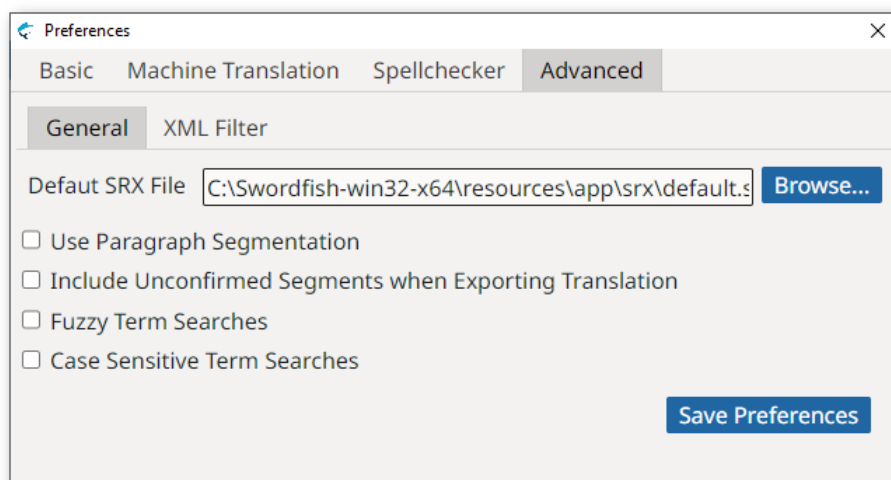 Preferences
Basic Machine Translation Spellchecker Advanced
General XML Filter
Defaut SRX File C:\Swordfish-win32-x64\resources\app\srx\default.s Browse...
Use Paragraph Segmentation
Include Unconfirmed Segments when Exporting Translation
Fuzzy Term Searches
Case Sensitive Term Searches
Save Preferences